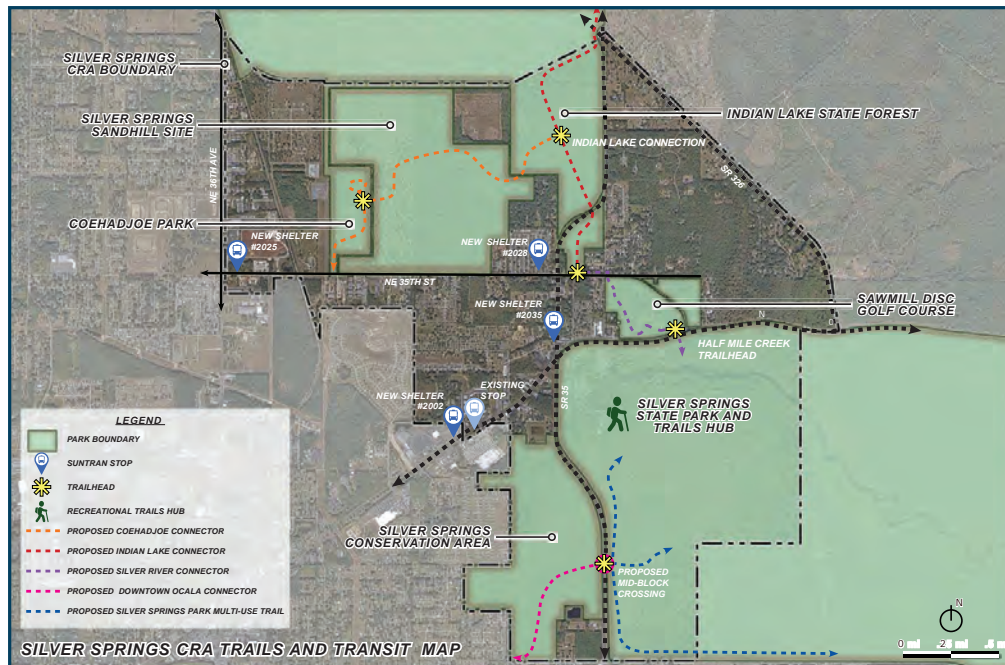 SILVER SPRINGS
CRA BOUNDARY
SILVER SPRINGS
SANDHILL SITE
INDIAN LAKE STATE FOREST
INDIAN LAKE CONNECTION
NE 36TH AVE
SR 326
COEHADJOE PARK
NEW SHELTER
#2025
NEW SHELTER
#2028
NE 35TH ST
NEW SHELTER
#2035
SAWMILL DISC
GOLF COURSE
HALF MILE CREEK
TRAILHEAD
NEW SHELTER
#2002
EXISTING
STOP
SR 35
SILVER SPRINGS
STATE PARK AND
TRAILS HUB
SILVER SPRINGS
CONSERVATION AREA
PROPOSED
MID-BLOCK
CROSSING
LEGEND
PARK BOUNDARY
SUNTRAN STOP
TRAILHEAD
RECREATIONAL TRAILS HUB
PROPOSED COEHADJOE CONNECTOR
PROPOSED INDIAN LAKE CONNECTOR
PROPOSED SILVER RIVER CONNECTOR
PROPOSED DOWNTOWN OCALA CONNECTOR
PROPOSED SILVER SPRINGS PARK MULTI-USE TRAIL
SILVER SPRINGS CRA TRAILS AND TRANSIT MAP
N